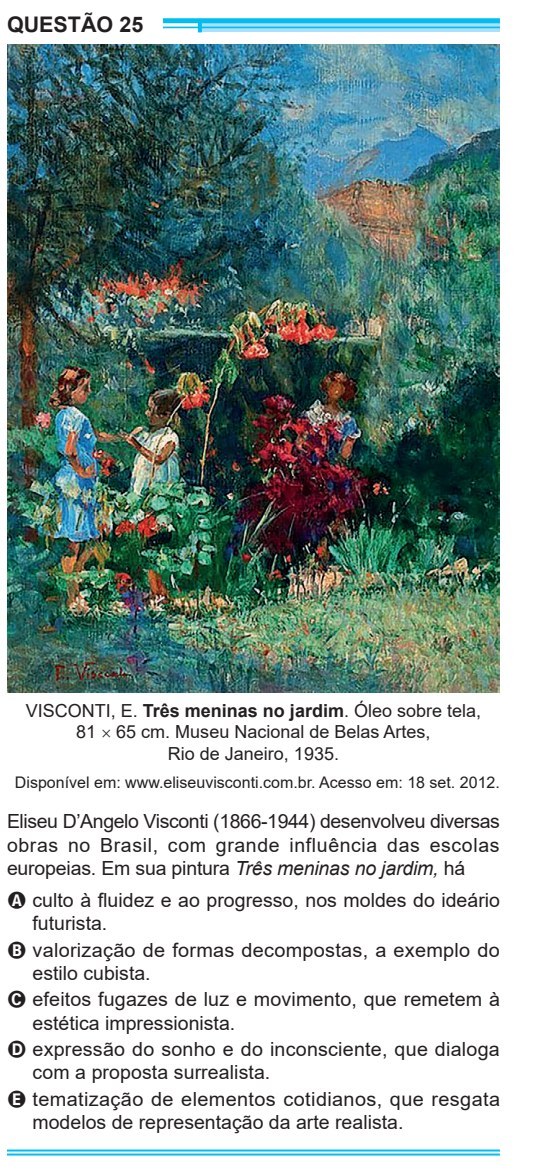 QUESTÃO 25
E. Visconti
VISCONTI, E. Três meninas no jardim. Óleo sobre tela,
81 × 65 cm. Museu Nacional de Belas Artes,
Rio de Janeiro, 1935.
Disponível em: www.eliseuvisconti.com.br. Acesso em: 18 set. 2012.
Eliseu D’Angelo Visconti (1866-1944) desenvolveu diversas
obras no Brasil, com grande influência das escolas
europeias. Em sua pintura Três meninas no jardim, há
A culto à fluidez e ao progresso, nos moldes do ideário
futurista.
B valorização de formas decompostas, a exemplo do
estilo cubista.
C efeitos fugazes de luz e movimento, que remetem à
estética impressionista.
D expressão do sonho e do inconsciente, que dialoga
com a proposta surrealista.
E tematização de elementos cotidianos, que resgata
modelos de representação da arte realista.